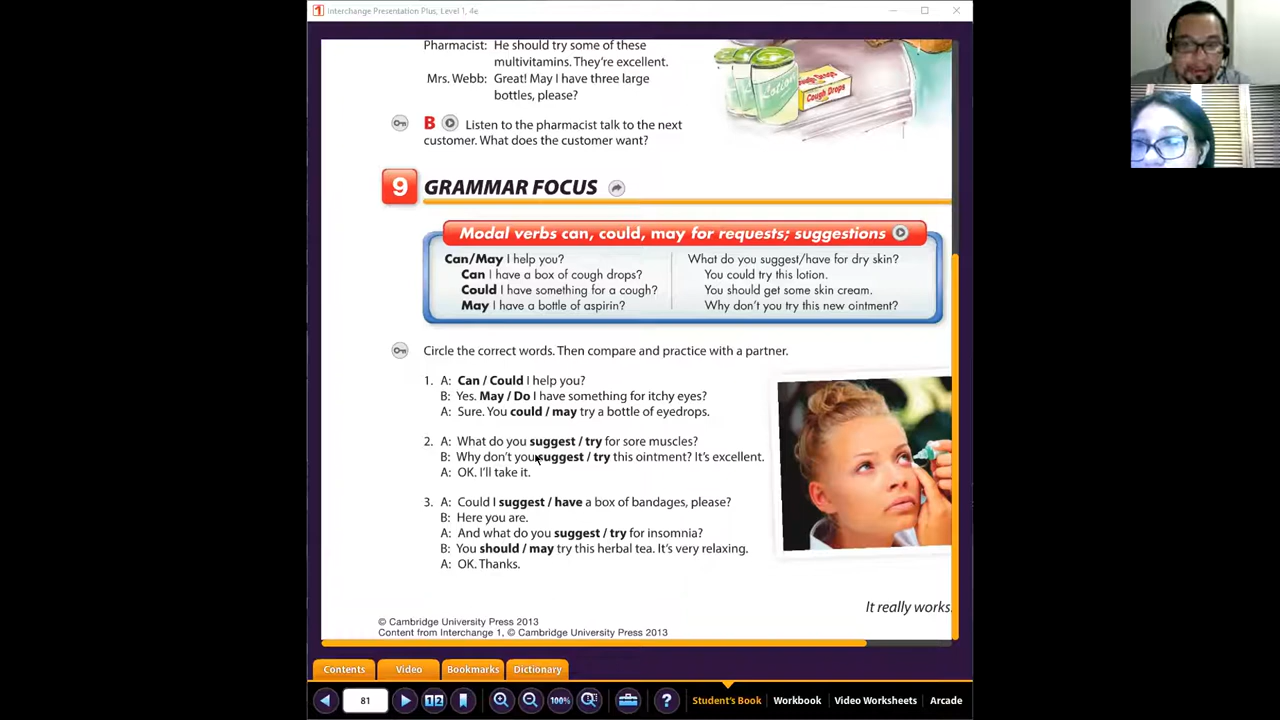 Interchange Presentation Plus, Level 1, 4e
Pharmacist: He should try some of these
multivitamins. They're excellent.
Mrs. Webb: Great! May I have three large
bottles, please?
Lotion
Cough Drops
Cough Drops
B Listen to the pharmacist talk to the next
customer. What does the customer want?
9 GRAMMAR FOCUS
Modal verbs can, could, may for requests; suggestions
Can/May I help you?
Can I have a box of cough drops?
Could I have something for a cough?
May I have a bottle of aspirin?
What do you suggest/have for dry skin?
You could try this lotion.
You should get some skin cream.
Why don't you try this new ointment?
Circle the correct words. Then compare and practice with a partner.
1. A: Can / Could I help you?
B: Yes. May / Do I have something for itchy eyes?
A: Sure. You could / may try a bottle of eyedrops.
2. A: What do you suggest / try for sore muscles?
B: Why don't you suggest / try this ointment? It's excellent.
A: OK. I'll take it.
3. A: Could I suggest / have a box of bandages, please?
B: Here you are.
A: And what do you suggest / try for insomnia?
B: You should / may try this herbal tea. It's very relaxing.
A: OK. Thanks.
It really works
© Cambridge University Press 2013
Content from Interchange 1, © Cambridge University Press 2013
Contents Video Bookmarks Dictionary
81 12 100% ? Student's Book Workbook Video Worksheets Arcade